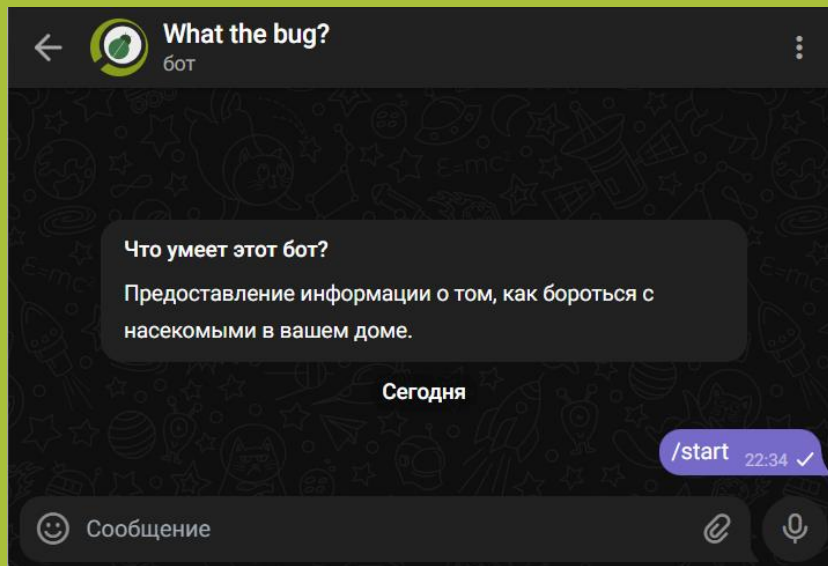 What the bug?
бот
Что умеет этот бот?
Предоставление информации о том, как бороться с
насекомыми в вашем доме.
Сегодня
/start 22:34
Сообщение